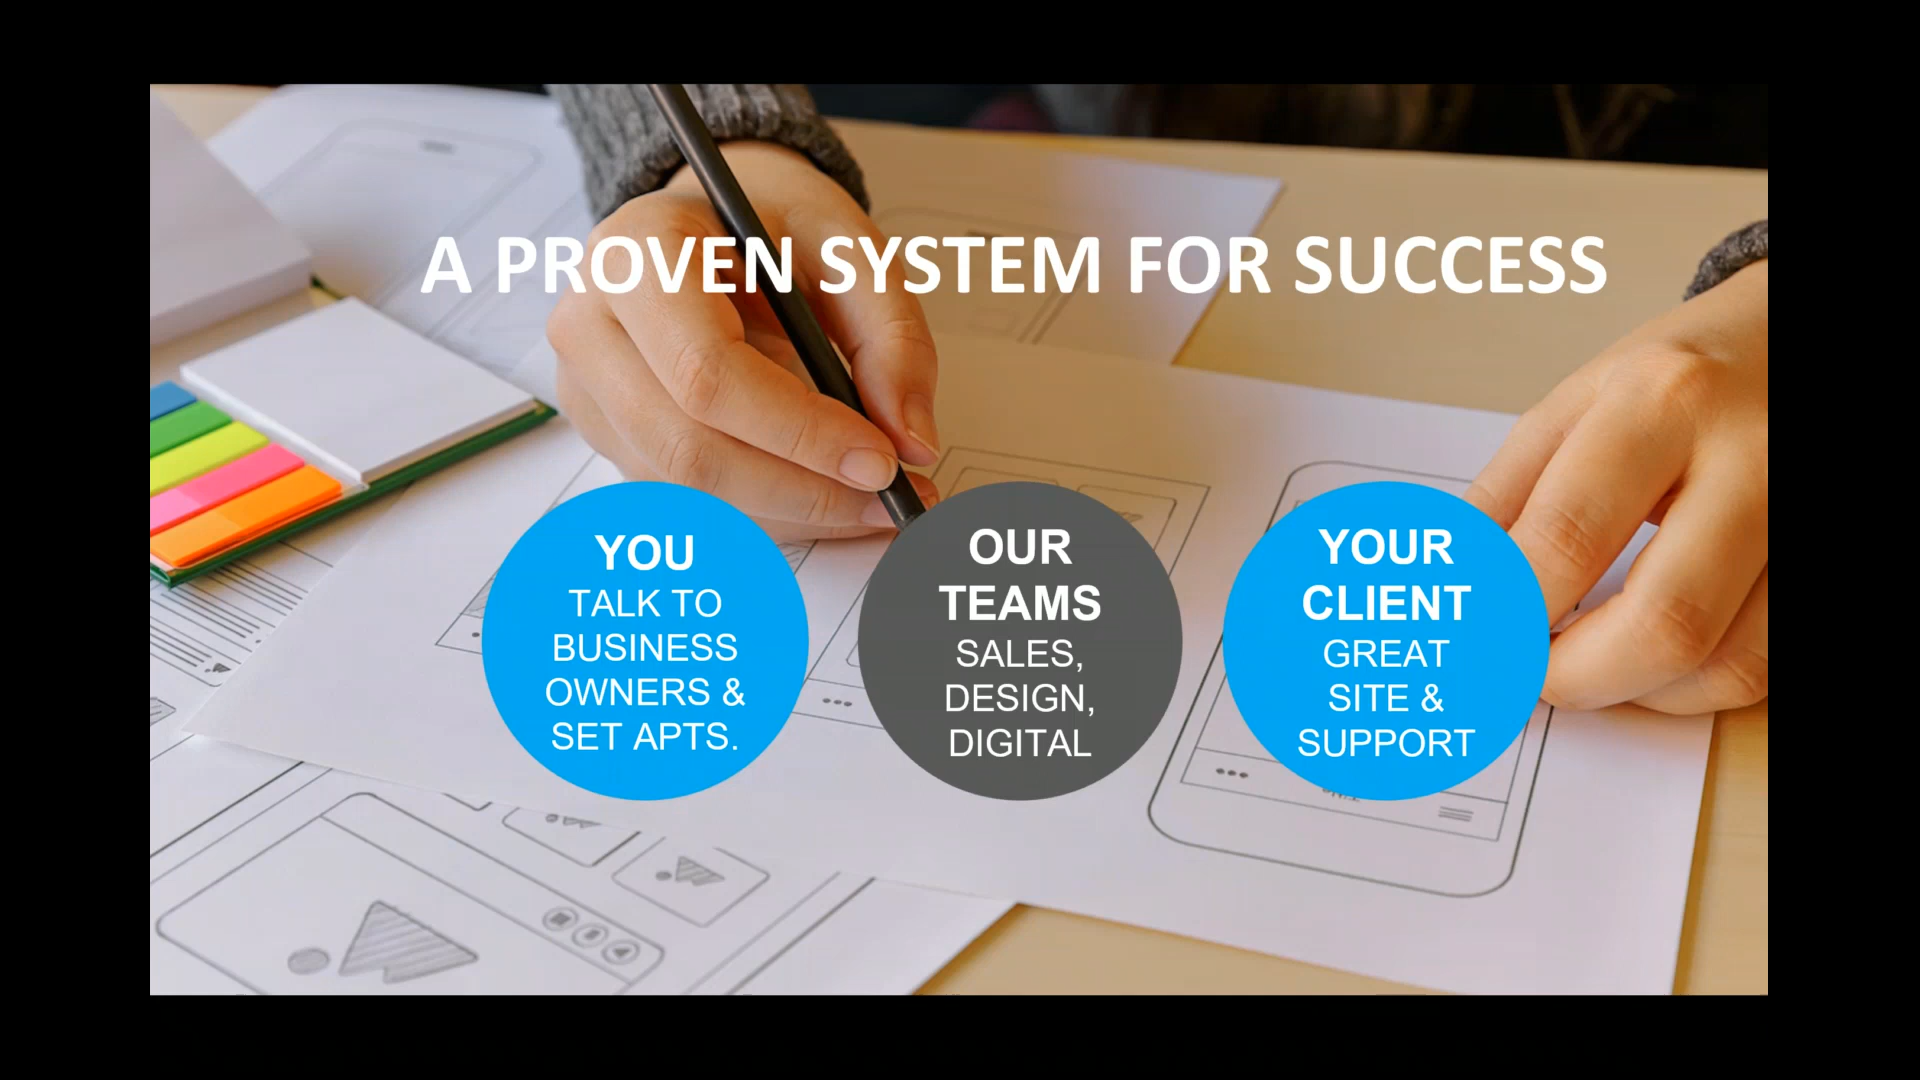 A PROVEN SYSTEM FOR SUCCESS
YOU
TALK TO
BUSINESS
OWNERS &
SET APTS.
OUR
TEAMS
SALES,
DESIGN,
DIGITAL
YOUR
CLIENT
GREAT
SITE &
SUPPORT